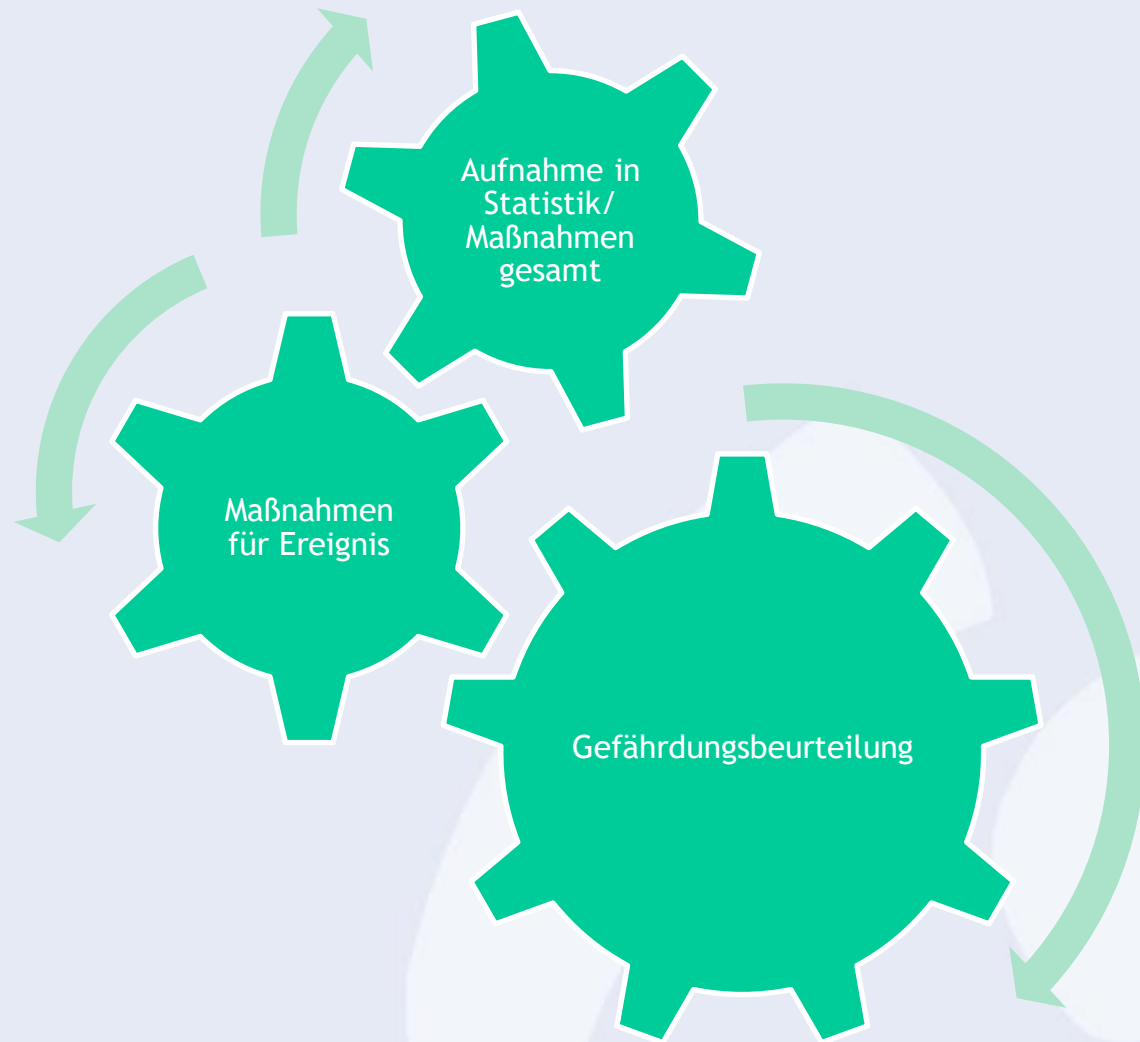 Aufnahme in
Statistik/
Maßnahmen
gesamt
Maßnahmen
für Ereignis
Gefährdungsbeurteilung